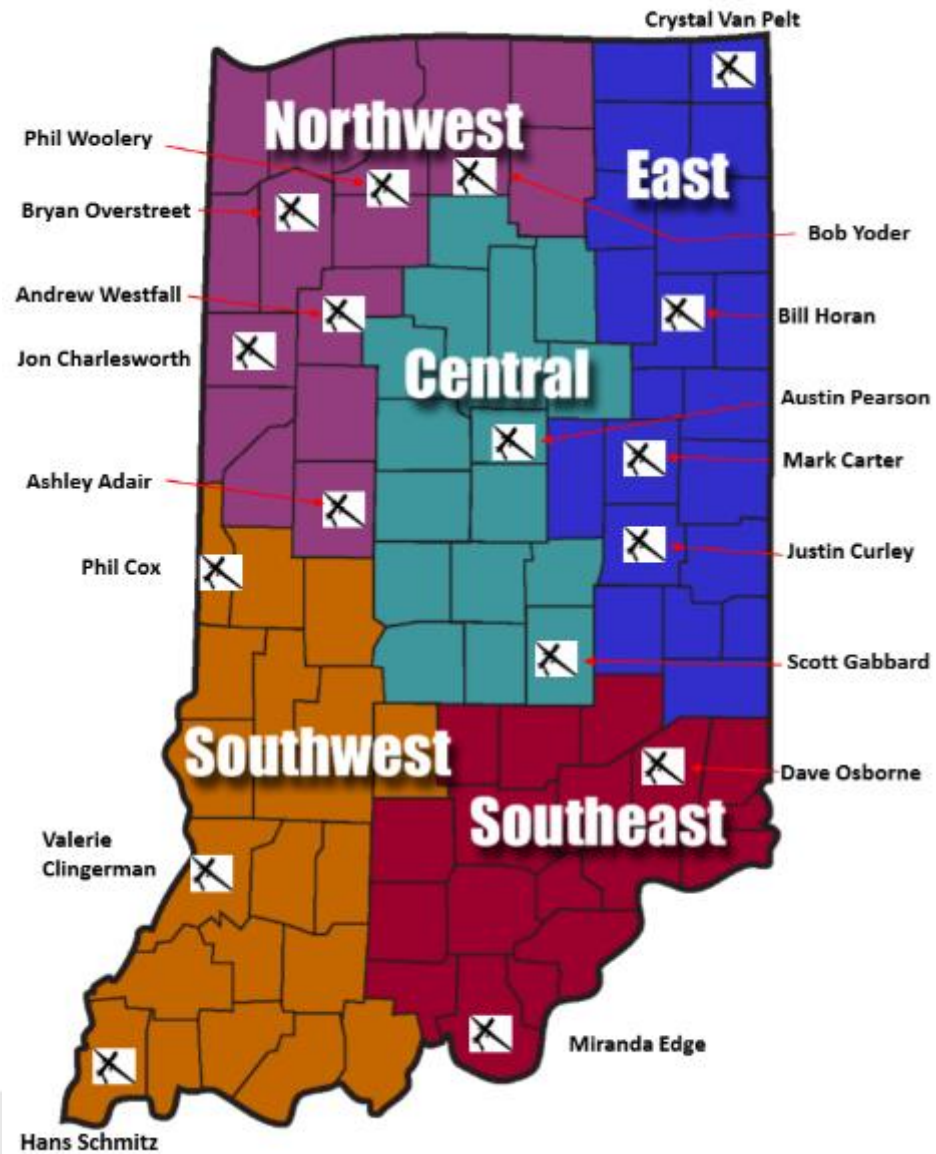 Crystal Van Pelt
Northwest
Phil Woolery
East
Bryan Overstreet
Bob Yoder
Andrew Westfall
Bill Horan
Jon Charlesworth
Central
Austin Pearson
Mark Carter
Ashley Adair
Justin Curley
Phil Cox
Scott Gabbard
Southwest
Dave Osborne
Southeast
Valerie
Clingerman
Miranda Edge
Hans Schmitz